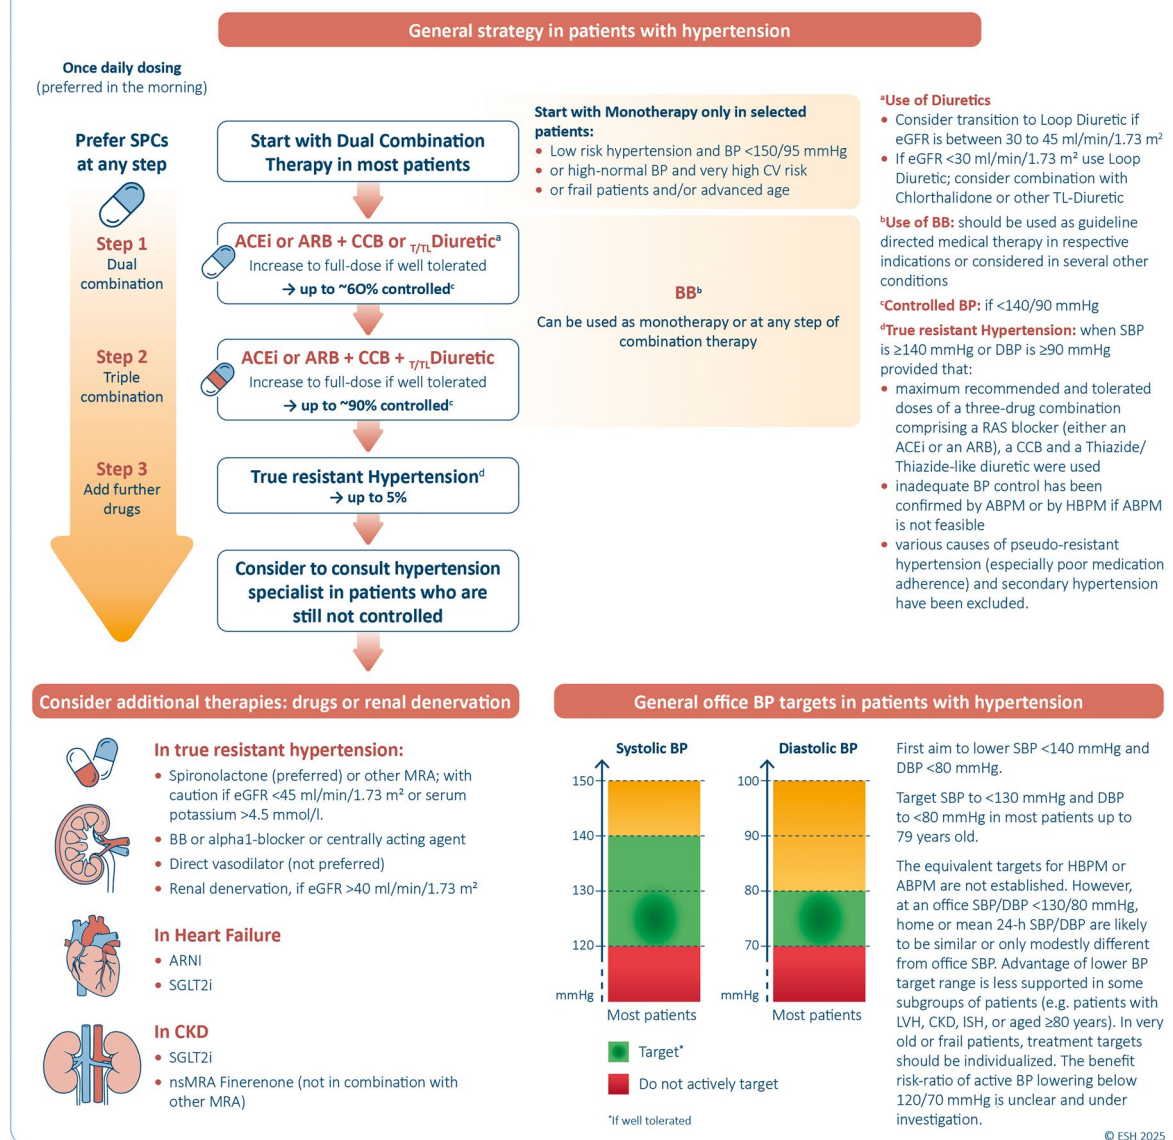 General strategy in patients with hypertension
Once daily dosing
(preferred in the morning)
Prefer SPCs
at any step
Step 1
Dual
combination
Step 2
Triple
combination
Step 3
Add further
drugs
Start with Dual Combination
Therapy in most patients
Start with Monotherapy only in selected
patients:
• Low risk hypertension and BP <150/95 mmHg
• or high-normal BP and very high CV risk
• or frail patients and/or advanced age
ACEi or ARB + CCB or T/TLDiureticᵃ
Increase to full-dose if well tolerated
→ up to ~60% controlledᶜ
ACEi or ARB + CCB + T/TLDiuretic
Increase to full-dose if well tolerated
→ up to ~90% controlledᶜ
BBᵇ
Can be used as monotherapy or at any step of
combination therapy
True resistant Hypertensionᵈ
→ up to 5%
Consider to consult hypertension
specialist in patients who are
still not controlled
ᵃUse of Diuretics
• Consider transition to Loop Diuretic if
eGFR is between 30 to 45 ml/min/1.73 m²
• If eGFR <30 ml/min/1.73 m² use Loop
Diuretic; consider combination with
Chlorthalidone or other TL-Diuretic
ᵇUse of BB: should be used as guideline
directed medical therapy in respective
indications or considered in several other
conditions
ᶜControlled BP: if <140/90 mmHg
ᵈTrue resistant Hypertension: when SBP
is ≥140 mmHg or DBP is ≥90 mmHg
provided that:
• maximum recommended and tolerated
doses of a three-drug combination
comprising a RAS blocker (either an
ACEi or an ARB), a CCB and a Thiazide/
Thiazide-like diuretic were used
• inadequate BP control has been
confirmed by ABPM or by HBPM if ABPM
is not feasible
• various causes of pseudo-resistant
hypertension (especially poor medication
adherence) and secondary hypertension
have been excluded.
Consider additional therapies: drugs or renal denervation
In true resistant hypertension:
• Spironolactone (preferred) or other MRA; with
caution if eGFR <45 ml/min/1.73 m² or serum
potassium >4.5 mmol/l.
• BB or alpha1-blocker or centrally acting agent
• Direct vasodilator (not preferred)
• Renal denervation, if eGFR >40 ml/min/1.73 m²
In Heart Failure
• ARNI
• SGLT2i
In CKD
• SGLT2i
• nsMRA Finerenone (not in combination with
other MRA)
General office BP targets in patients with hypertension
Systolic BP
150
140
130
120
mmHg
Most patients
Diastolic BP
100
90
80
70
mmHg
Most patients
Target*
Do not actively target
*If well tolerated
First aim to lower SBP <140 mmHg and
DBP <80 mmHg.
Target SBP to <130 mmHg and DBP
to <80 mmHg in most patients up to
79 years old.
The equivalent targets for HBPM or
ABPM are not established. However,
at an office SBP/DBP <130/80 mmHg,
home or mean 24-h SBP/DBP are likely
to be similar or only modestly different
from office SBP. Advantage of lower BP
target range is less supported in some
subgroups of patients (e.g. patients with
LVH, CKD, ISH, or aged ≥80 years). In very
old or frail patients, treatment targets
should be individualized. The benefit
risk-ratio of active BP lowering below
120/70 mmHg is unclear and under
investigation.
© ESH 2025